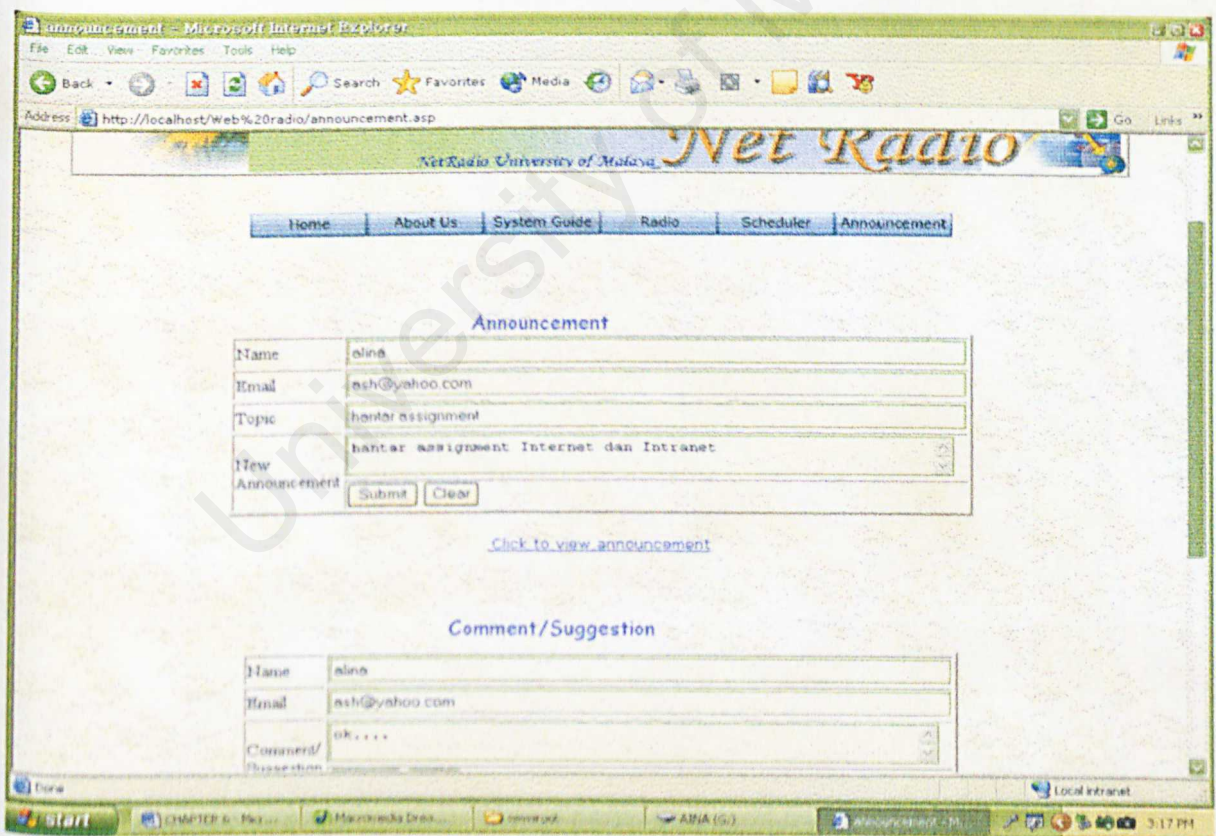 announcement - Microsoft Internet Explorer
File Edit View Favorites Tools Help
Back Search Favorites Media
Address http://localhost/Web%20radio/announcement.asp Go Links »
NetRadio University of Malaya Net Radio
Home About Us System Guide Radio Scheduler Announcement
Announcement
Name alina
Email ash@yahoo.com
Topic hantar assignment
New Announcement hantar assignment Internet dan Intranet
Submit Clear
Click to view announcement
Comment/Suggestion
Name alina
Email ash@yahoo.com
Comment/ ok....
Suggestion
Done Local intranet
start CHAPTER 6 - Micr... Macromedia Drea... AINA (G:) announcement - M... 3:17 PM
University of M